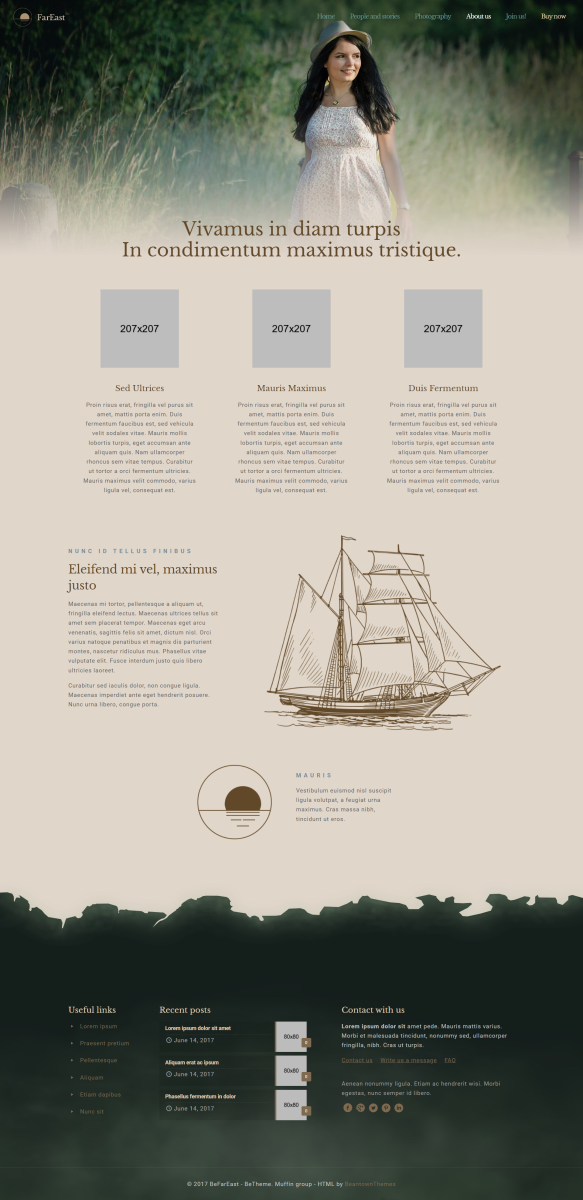 FarEast
Home People and stories Photography About us Join us! Buy now
Vivamus in diam turpis
In condimentum maximus tristique.
207x207 207x207 207x207
Sed Ultrices
Proin risus erat, fringilla vel purus sit
amet, mattis porta enim. Duis
fermentum faucibus est, sed vehicula
velit sodales vitae. Mauris mollis
lobortis turpis, eget accumsan ante
aliquam quis. Nam ullamcorper
rhoncus sem vitae tempus. Curabitur
ut tortor a orci fermentum ultricies.
Mauris maximus velit commodo, varius
ligula vel, consequat est.
Mauris Maximus
Proin risus erat, fringilla vel purus sit
amet, mattis porta enim. Duis
fermentum faucibus est, sed vehicula
velit sodales vitae. Mauris mollis
lobortis turpis, eget accumsan ante
aliquam quis. Nam ullamcorper
rhoncus sem vitae tempus. Curabitur
ut tortor a orci fermentum ultricies.
Mauris maximus velit commodo, varius
ligula vel, consequat est.
Duis Fermentum
Proin risus erat, fringilla vel purus sit
amet, mattis porta enim. Duis
fermentum faucibus est, sed vehicula
velit sodales vitae. Mauris mollis
lobortis turpis, eget accumsan ante
aliquam quis. Nam ullamcorper
rhoncus sem vitae tempus. Curabitur
ut tortor a orci fermentum ultricies.
Mauris maximus velit commodo, varius
ligula vel, consequat est.
NUNC ID TELLUS FINIBUS
Eleifend mi vel, maximus
justo
Maecenas mi tortor, pellentesque a aliquam ut,
fringilla eleifend lectus. Maecenas ultrices tellus sit
amet sem placerat tempor. Maecenas eget arcu
venenatis, sagittis felis sit amet, dictum nisl. Orci
varius natoque penatibus et magnis dis parturient
montes, nascetur ridiculus mus. Phasellus vitae
vulputate elit. Fusce interdum justo quis libero
ultricies laoreet.
Curabitur sed iaculis dolor, non congue ligula.
Maecenas imperdiet ante eget hendrerit posuere.
Nunc urna libero, congue porta.
MAURIS
Vestibulum euismod nisi suscipit
ligula volutpat, a feugiat urna
maximus. Cras massa nibh,
tincidunt ut eros.
Useful links
Lorem ipsum
Praesent pretium
Pellentesque
Aliquam
Etiam dapibus
Nunc sit
Recent posts
Lorem ipsum dolor sit amet
June 14, 2017
80x80
Aliquam erat ac ipsum
June 14, 2017
80x80
Phasellus fermentum in dolor
June 14, 2017
80x80
Contact with us
Lorem ipsum dolor sit amet pede. Mauris mattis varius.
Morbi et malesuada tincidunt, nonummy sed, ullamcorper
fringilla, nibh. Cras ut turpis.
Contact us Write us a message FAQ
Aenean nonummy ligula. Etiam ac hendrerit wisi. Morbi
egestas, nunc semper id libero.
© 2017 BeFarEast - BeTheme. Muffin group - HTML by BeantownThemes